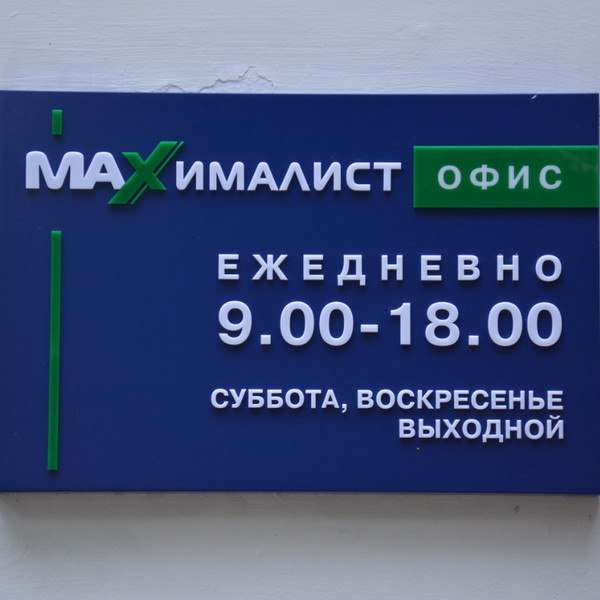 МАХИМАЛИСТ ОФИС
ЕЖЕДНЕВНО
9.00-18.00
СУББОТА, ВОСКРЕСЕНЬЕ
ВЫХОДНОЙ